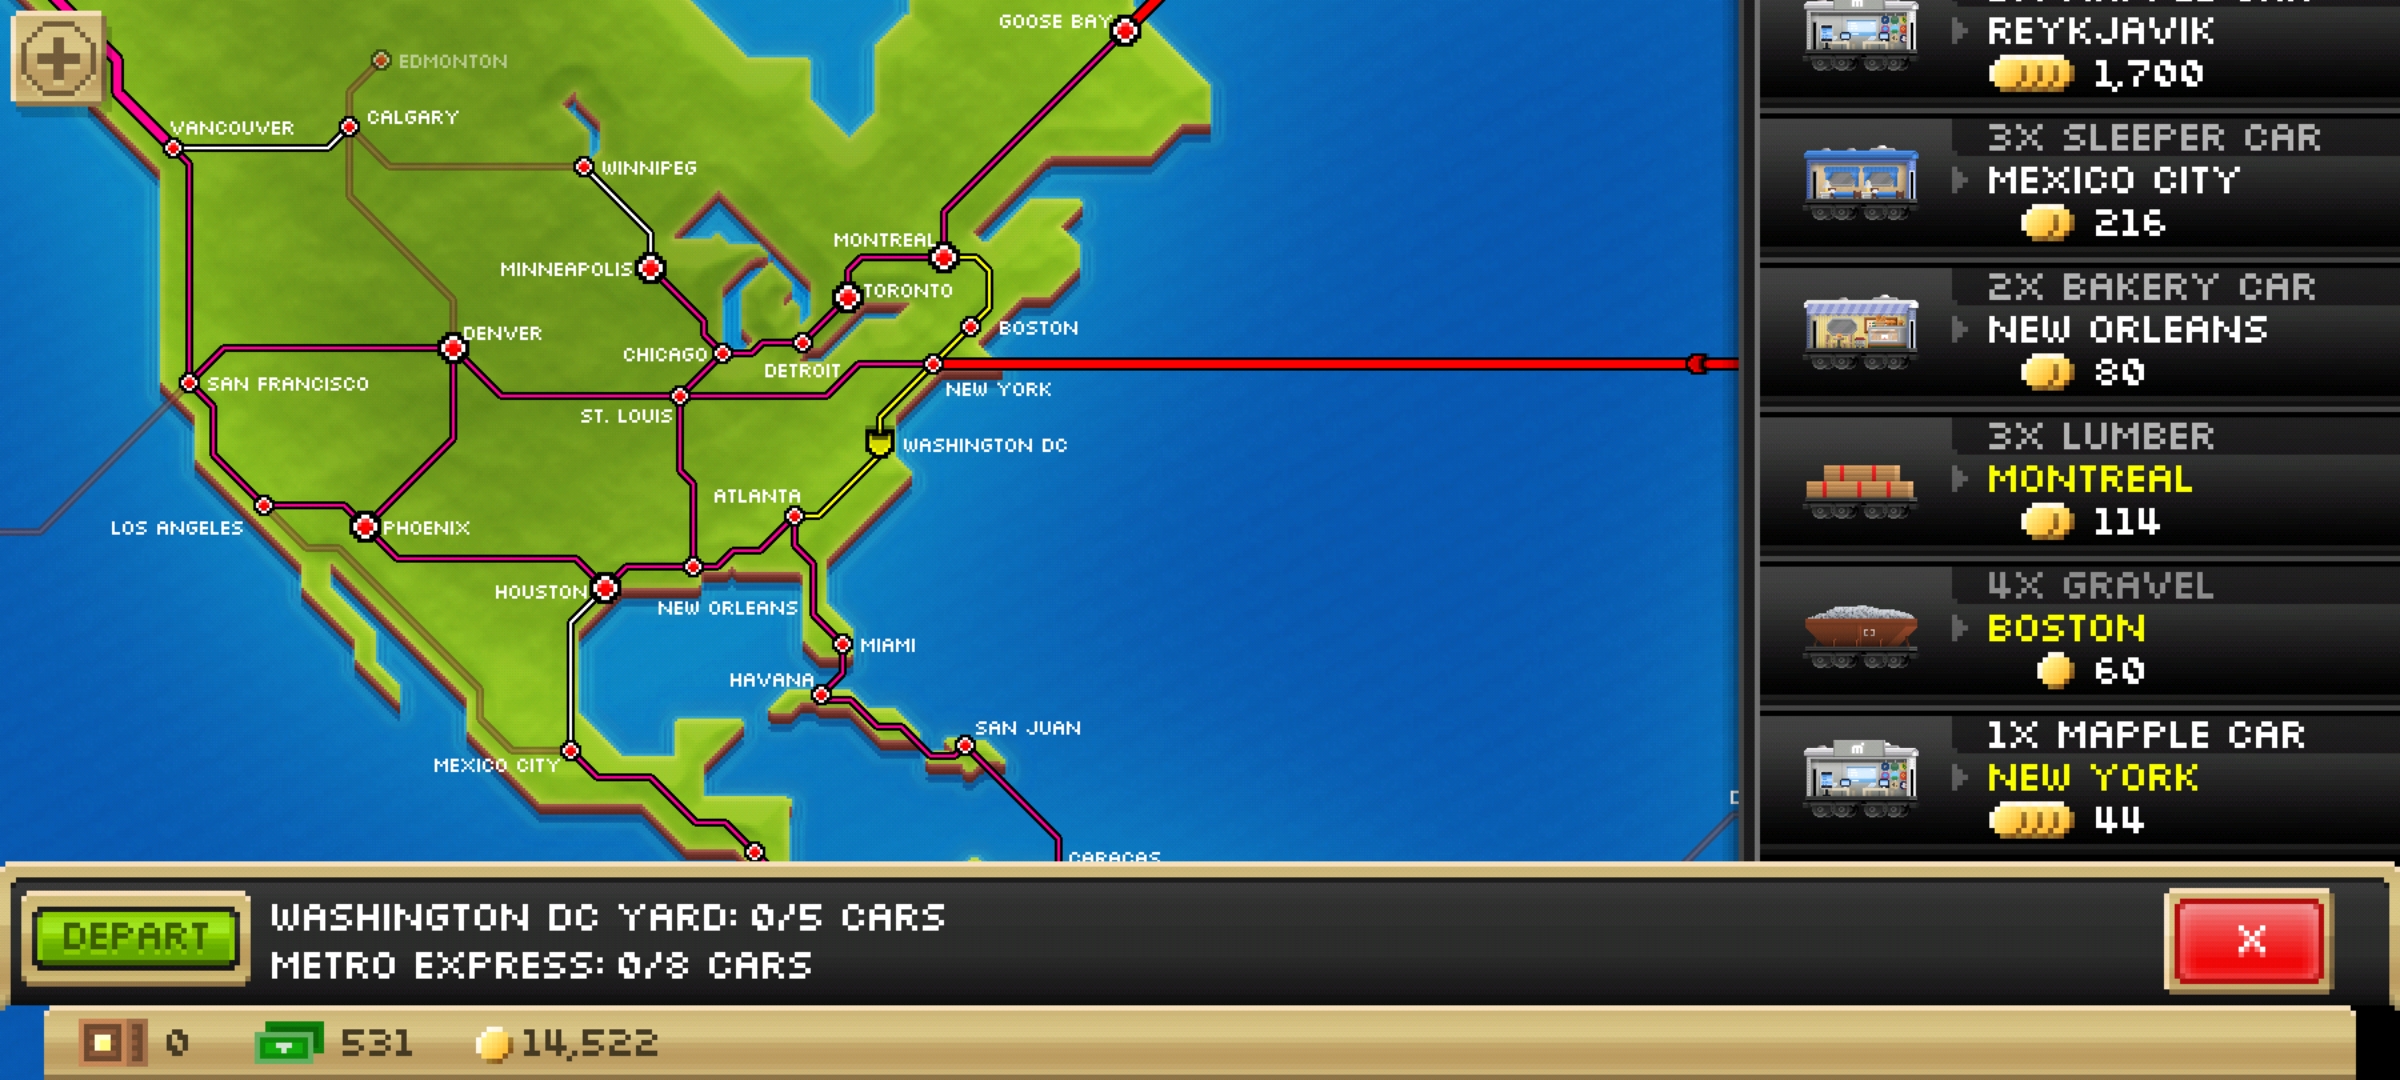 GOOSE BAY
EDMONTON
CALGARY
VANCOUVER
WINNIPEG
MONTREAL
MINNEAPOLIS
TORONTO
BOSTON
DENVER
CHICAGO
DETROIT
SAN FRANCISCO
NEW YORK
ST. LOUIS
WASHINGTON DC
ATLANTA
LOS ANGELES
PHOENIX
HOUSTON
NEW ORLEANS
MIAMI
HAVANA
SAN JUAN
MEXICO CITY
CARACAS
REYKJAVIK
1,700
3X SLEEPER CAR
MEXICO CITY
216
2X BAKERY CAR
NEW ORLEANS
80
3X LUMBER
MONTREAL
114
4X GRAVEL
BOSTON
60
m
1X MAPPLE CAR
NEW YORK
44
DEPART
WASHINGTON DC YARD: 0/5 CARS
METRO EXPRESS: 0/8 CARS
X
0
531
14,522